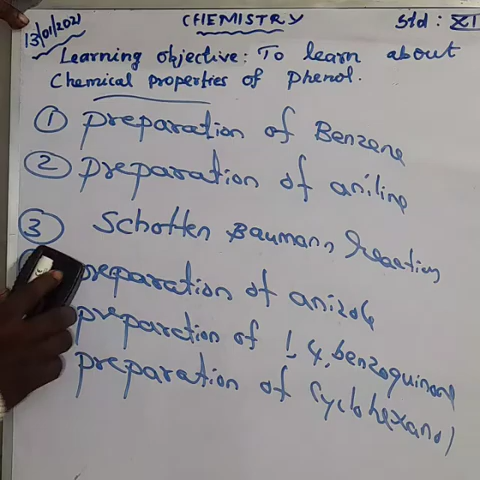 13/01/2021
CHEMISTRY
Std: XI
Learning objective: To learn about
Chemical properties of phenol.
① preparation of Benzene
② preparation of aniline
③ Schotten Baumann Reaction
preparation of anizole
preparation of 1,4, benzoquinone
preparation of Cyclohexanol